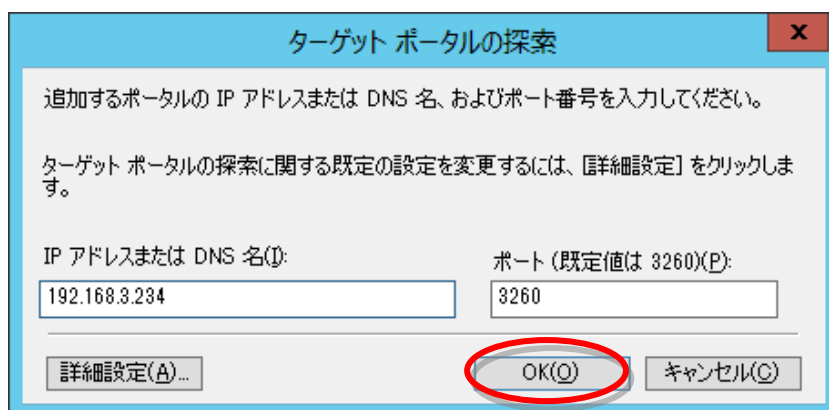 ターゲット ポータルの探索
x
追加するポータルの IP アドレスまたは DNS 名、およびポート番号を入力してください。
ターゲット ポータルの探索に関する既定の設定を変更するには、[詳細設定] をクリックしま
す。
IP アドレスまたは DNS 名(I):
ポート (既定値は 3260)(P):
192.168.3.234
3260
詳細設定(A)...
OK(O)
キャンセル(C)